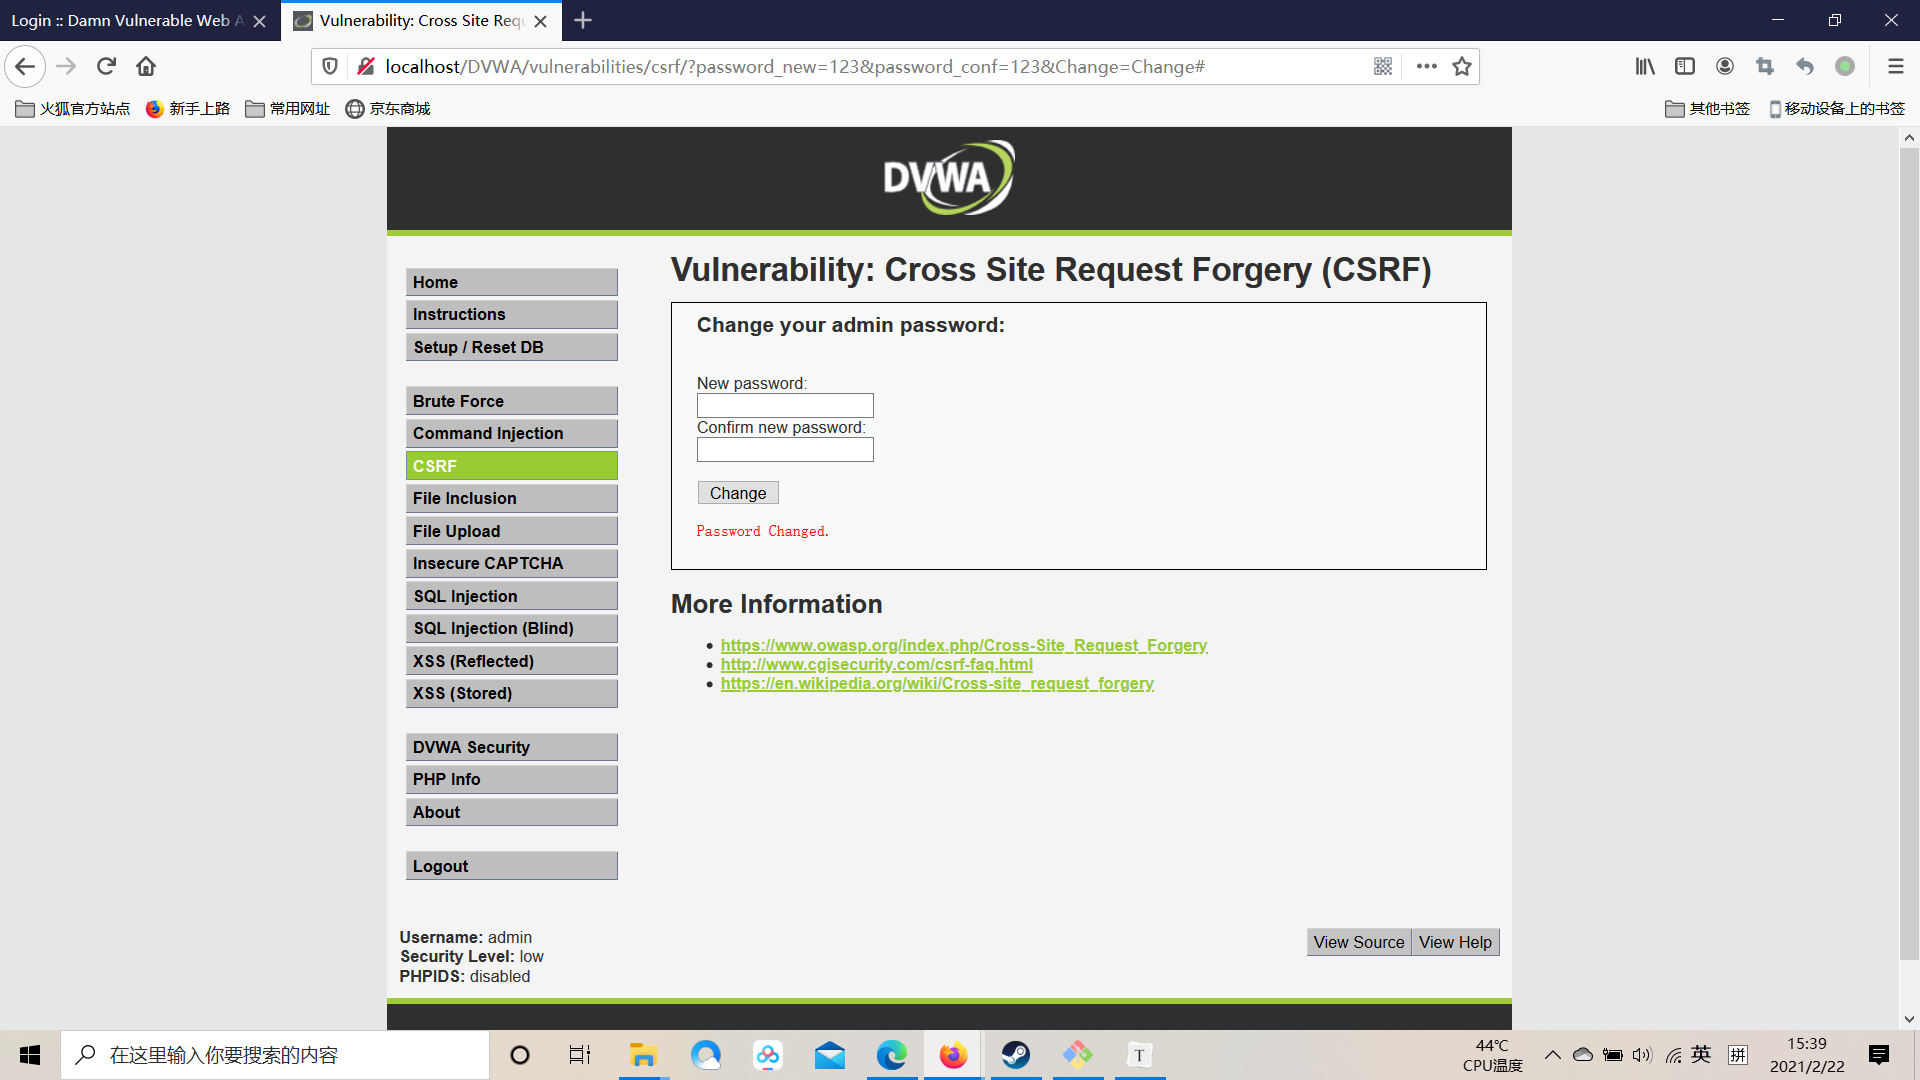 Login :: Damn Vulnerable Web A
Vulnerability: Cross Site Requ
localhost/DVWA/vulnerabilities/csrf/?password_new=123&password_conf=123&Change=Change#
火狐官方站点
新手上路
常用网址
京东商城
其他书签
移动设备上的书签
DVWA
Home
Instructions
Setup / Reset DB
Brute Force
Command Injection
CSRF
File Inclusion
File Upload
Insecure CAPTCHA
SQL Injection
SQL Injection (Blind)
XSS (Reflected)
XSS (Stored)
DVWA Security
PHP Info
About
Logout
Vulnerability: Cross Site Request Forgery (CSRF)
Change your admin password:
New password:
Confirm new password:
Change
Password Changed.
More Information
https://www.owasp.org/index.php/Cross-Site_Request_Forgery
http://www.cgisecurity.com/csrf-faq.html
https://en.wikipedia.org/wiki/Cross-site_request_forgery
Username: admin
Security Level: low
PHPIDS: disabled
View Source
View Help
在这里输入你要搜索的内容
T
44℃
CPU温度
英
拼
15:39
2021/2/22